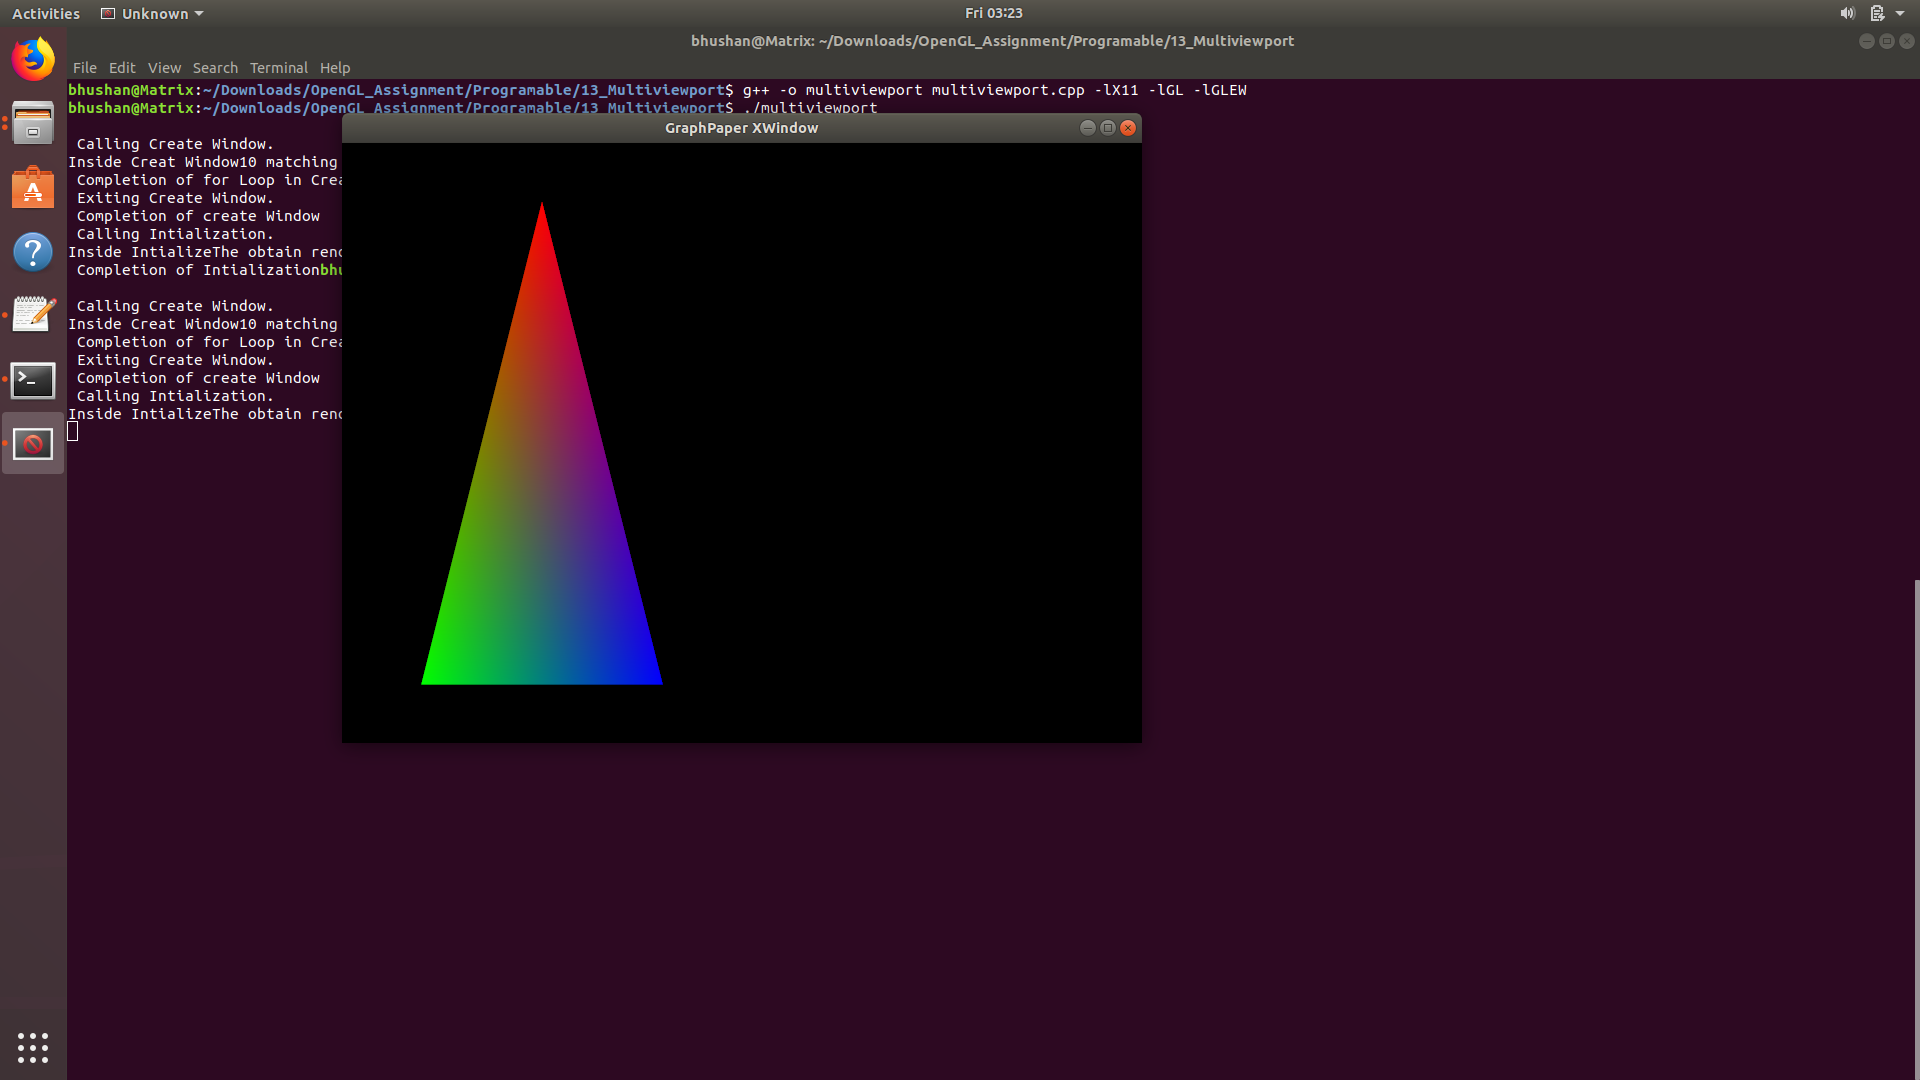 Activities Unknown Fri 03:23
bhushan@Matrix: ~/Downloads/OpenGL_Assignment/Programable/13_Multiviewport
File Edit View Search Terminal Help
bhushan@Matrix:~/Downloads/OpenGL_Assignment/Programable/13_Multiviewport$ g++ -o multiviewport multiviewport.cpp -lX11 -lGL -lGLEW
bhushan@Matrix:~/Downloads/OpenGL_Assignment/Programable/13_Multiviewport$ ./multiviewport
GraphPaper XWindow
Calling Create Window.
Inside Creat Window10 matching
Completion of for Loop in Crea
Exiting Create Window.
Completion of create Window
Calling Intialization.
Inside IntializeThe obtain rend
Completion of Intializationbhu
Calling Create Window.
Inside Creat Window10 matching
Completion of for Loop in Crea
Exiting Create Window.
Completion of create Window
Calling Intialization.
Inside IntializeThe obtain rend